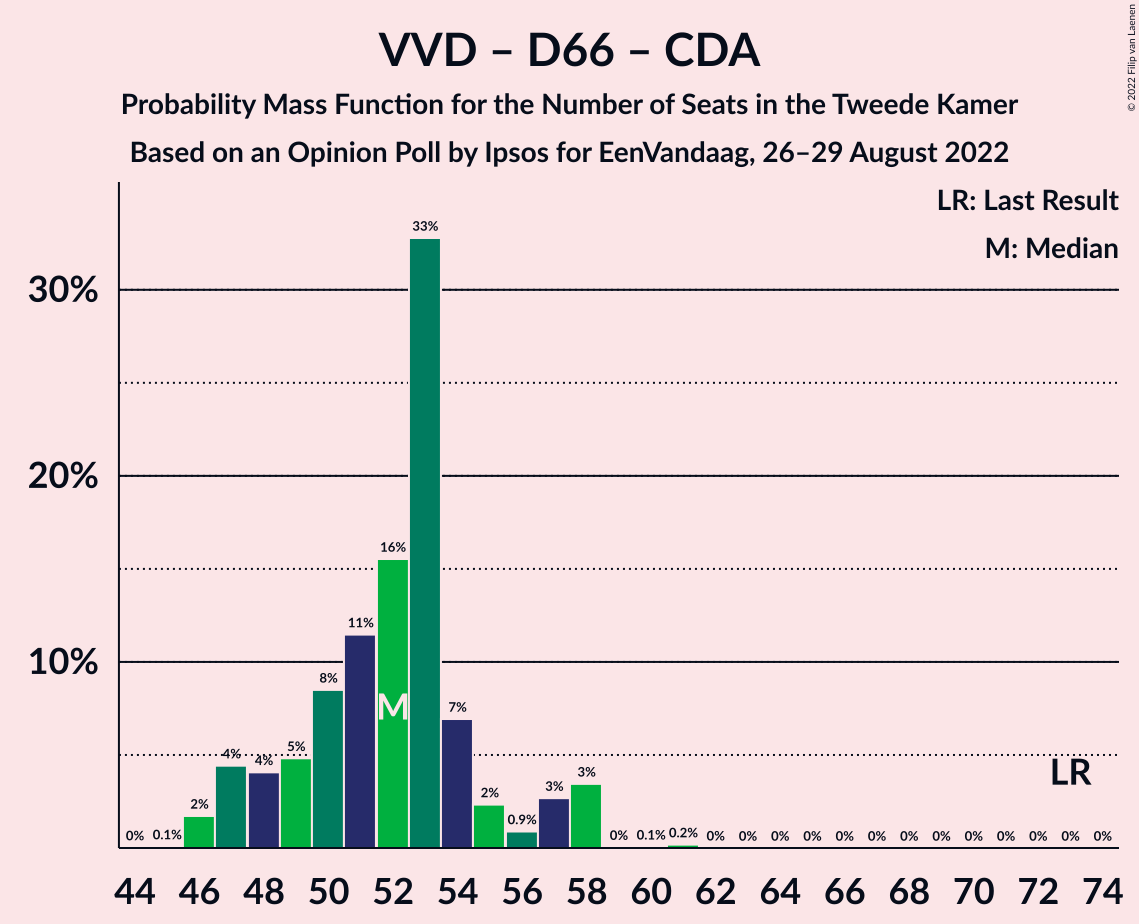 VVD – D66 – CDA
Probability Mass Function for the Number of Seats in the Tweede Kamer
Based on an Opinion Poll by Ipsos for EenVandaag, 26–29 August 2022
© 2022 Filip van Laenen
LR: Last Result
M: Median
30%
20%
10%
0% 0.1% 2% 4% 4% 5% 8% 11% 16% 33% 7% 2% 0.9% 3% 3% 0% 0.1% 0.2% 0% 0% 0% 0% 0% 0% 0% 0% 0% 0% 0% 0% 0%
M
LR
44 46 48 50 52 54 56 58 60 62 64 66 68 70 72 74